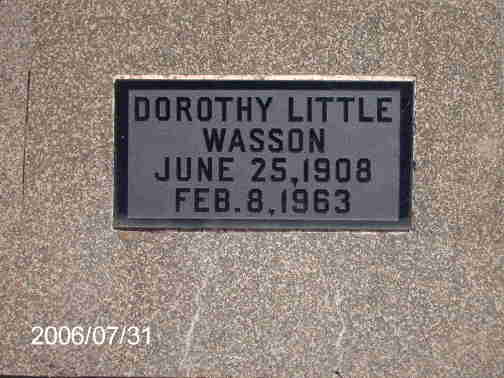 DOROTHY LITTLE
WASSON
JUNE 25,1908
FEB.8,1963
2006/07/31